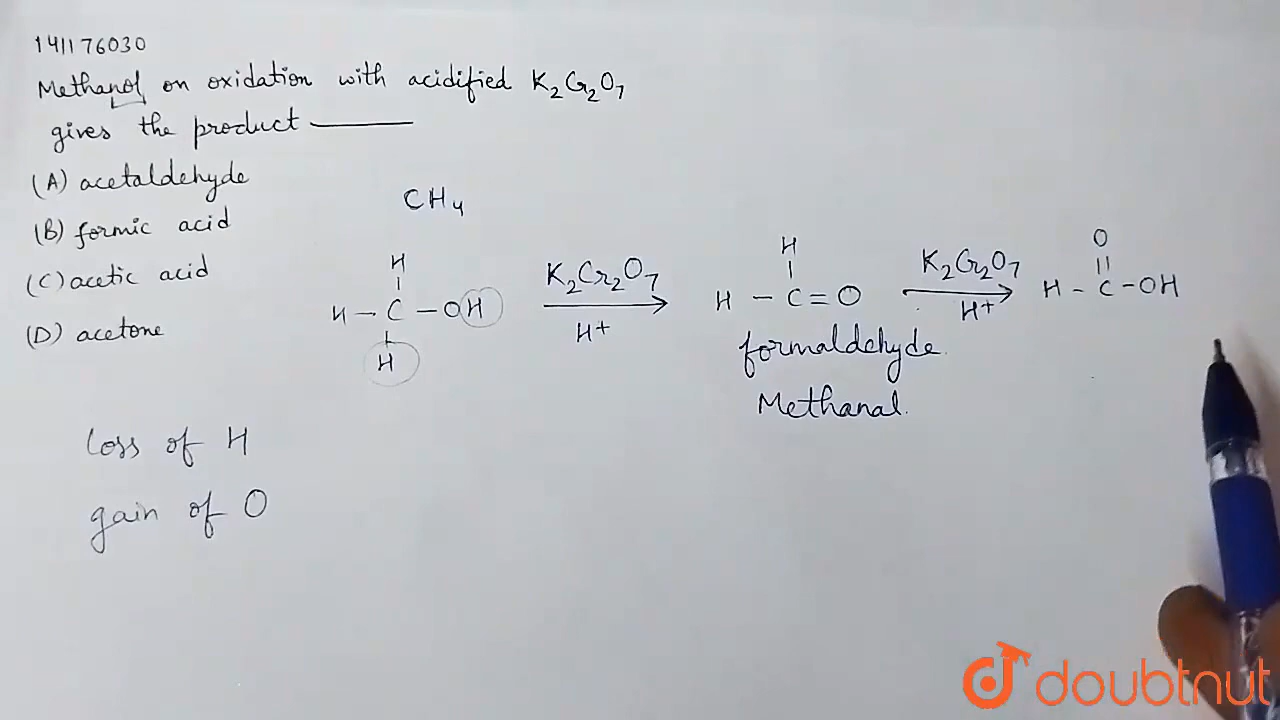 141176030
Methanol on oxidation with acidified K₂Cr₂O₇
gives the product ———
(A) acetaldehyde
(B) formic acid
(C) acetic acid
(D) acetone
CH₄
H
H – C – OH
H
K₂Cr₂O₇
H+
H
H – C = O
formaldehyde.
Methanal.
K₂Cr₂O₇
H+
O
H – C – OH
loss of H
gain of O
doubtnut